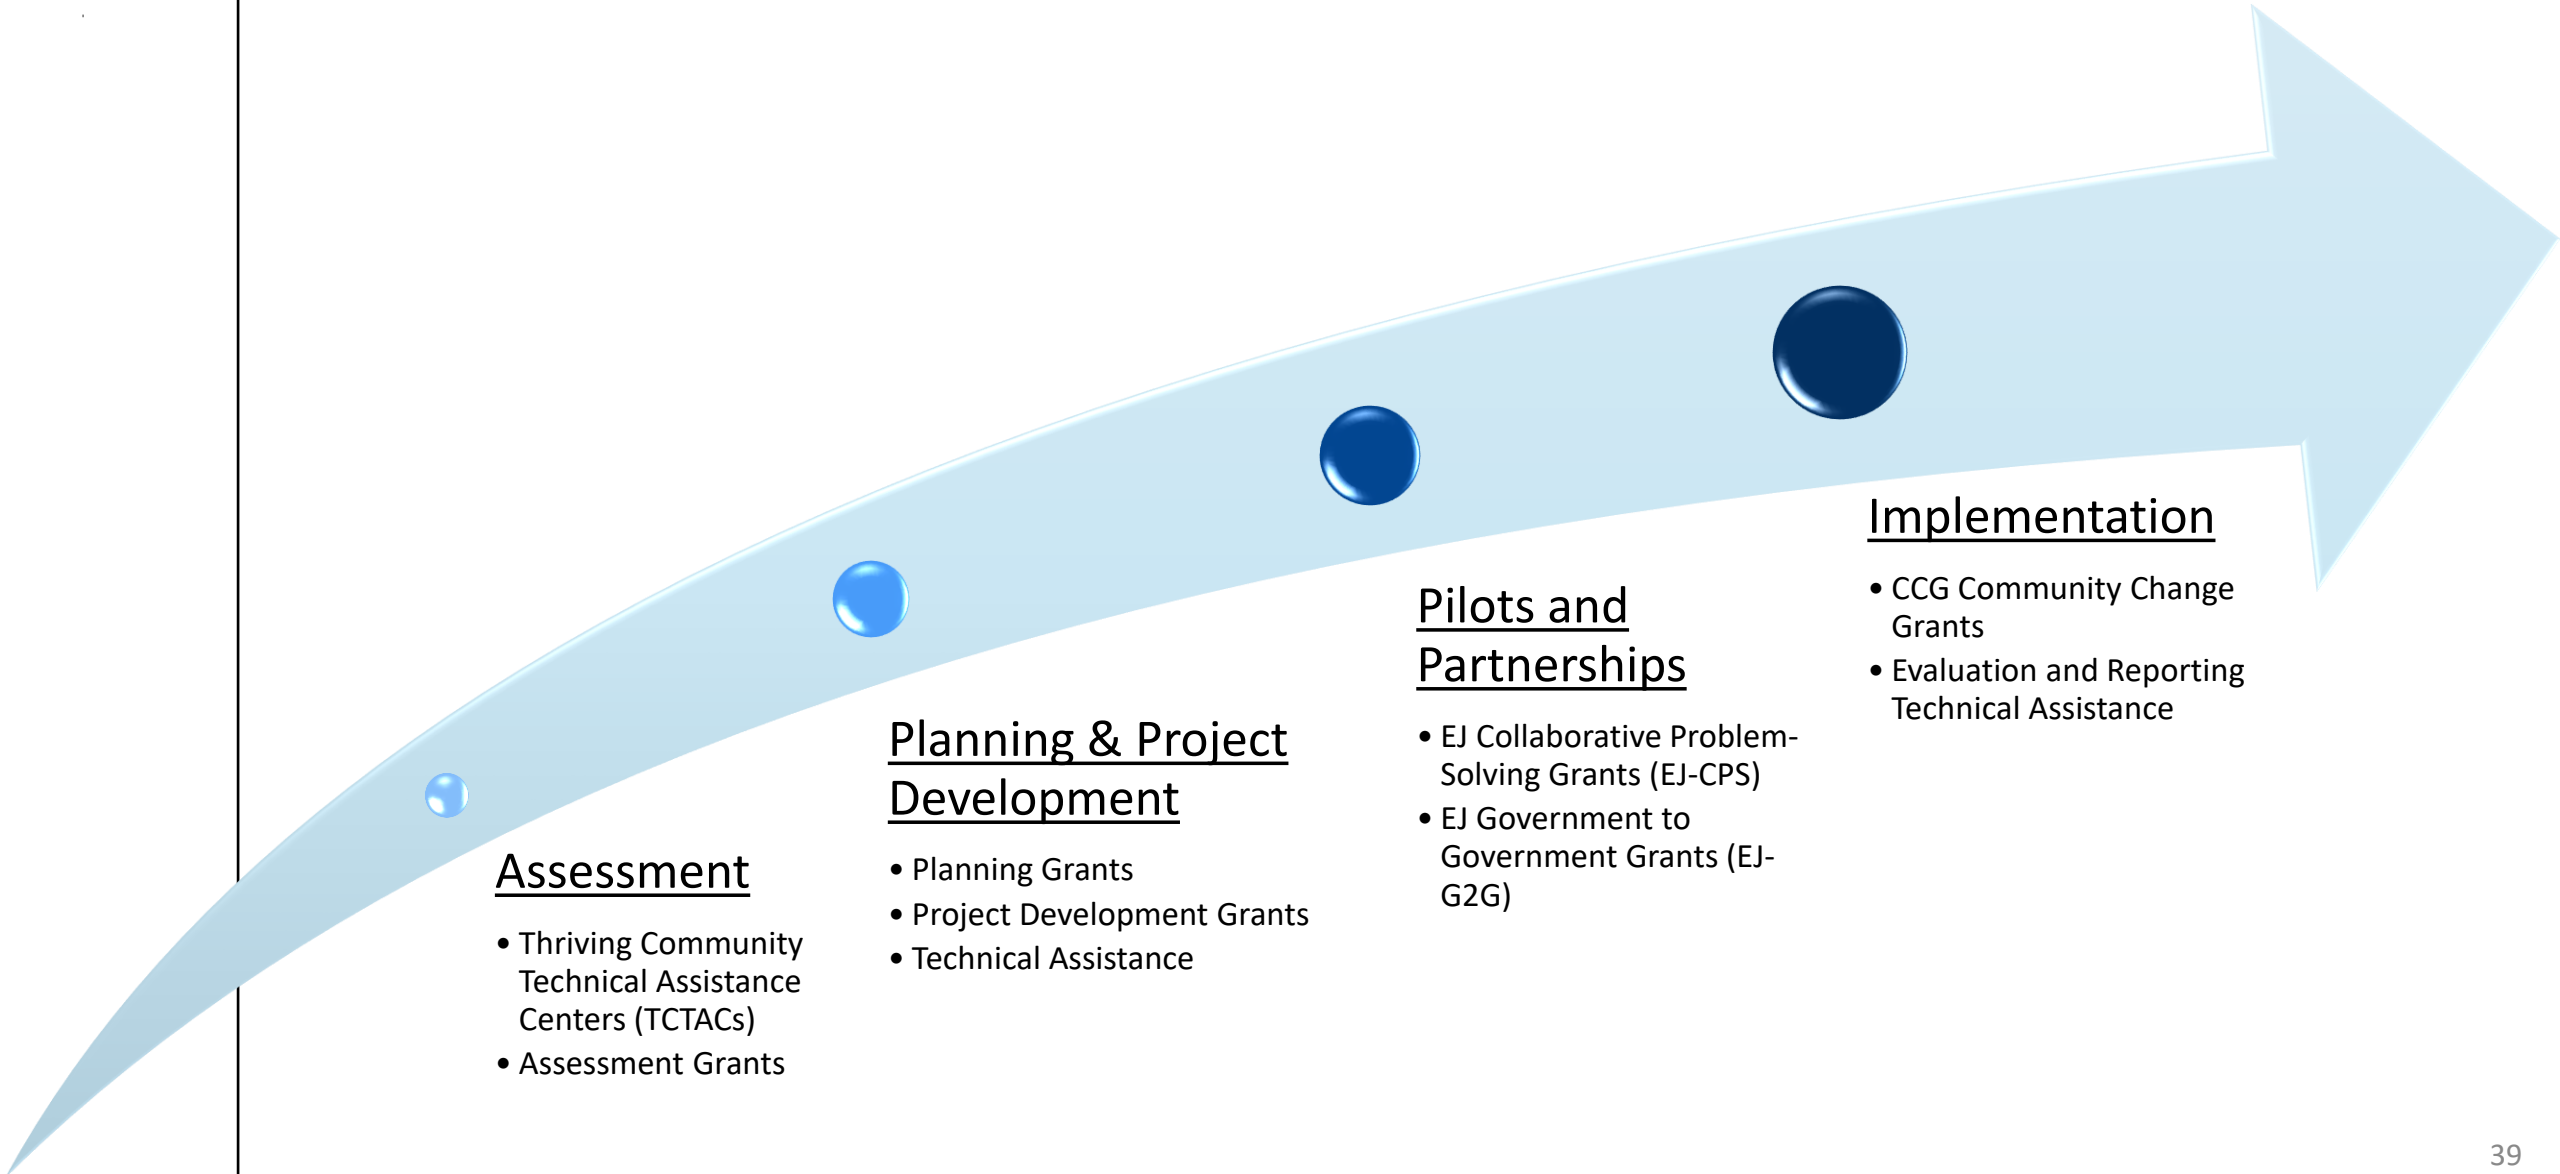 Assessment
• Thriving Community
Technical Assistance
Centers (TCTACs)
• Assessment Grants
Planning & Project
Development
• Planning Grants
• Project Development Grants
• Technical Assistance
Pilots and
Partnerships
• EJ Collaborative Problem-
Solving Grants (EJ-CPS)
• EJ Government to
Government Grants (EJ-
G2G)
Implementation
• CCG Community Change
Grants
• Evaluation and Reporting
Technical Assistance
39